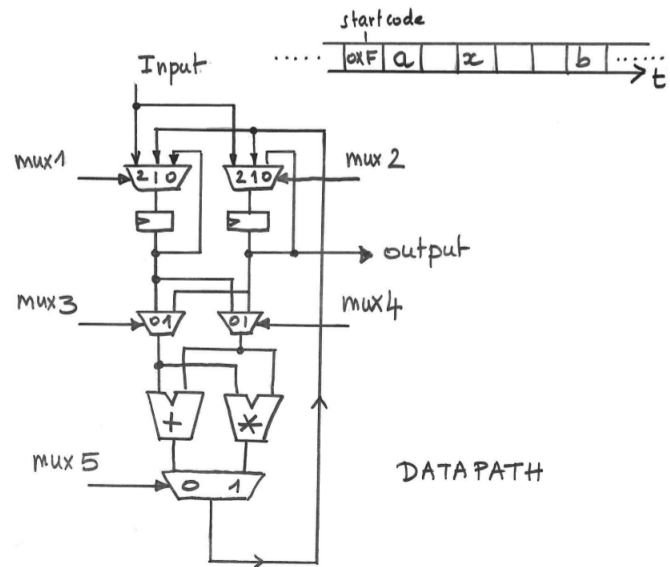 startcode
..... 0xF a x b ......
t
Input
mux1 2 1 0 2 1 0 mux 2
output
mux3 0 1 0 1 mux4
+ *
mux 5 0 1
DATAPATH